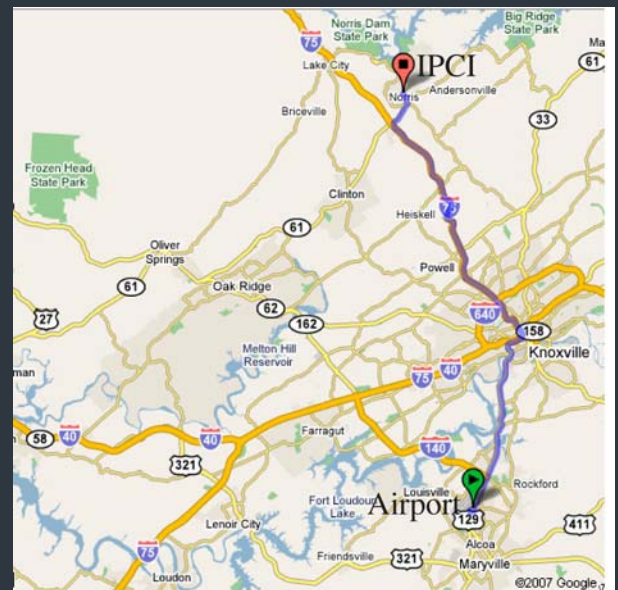 Norris Dam
State Park
Big Ridge
State Park
75
Lake City
IPCI
61
Norris
Andersonville
Briceville
33
Frozen Head
State Park
Clinton
75
Heiskell
61
Oliver
Springs
Powell
61
Oak Ridge
640
27
62
162
158
Melton Hill
Reservoir
Knoxville
75
40
58
40
40
Farragut
321
140
Louisville
Rockford
Airport
Fort Loudoun
Lake
129
Lenoir City
411
Alcoa
75
Friendsville
321
Maryville
Loudon
©2007 Google